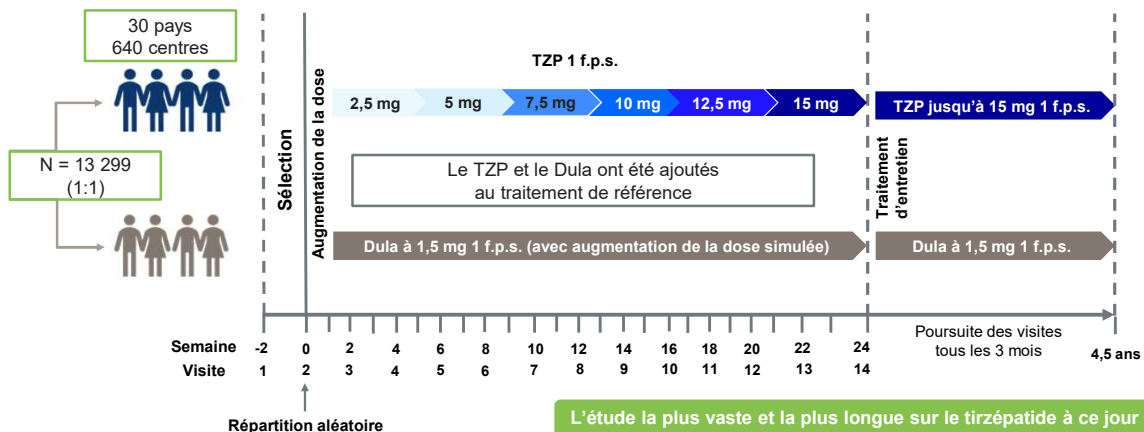 30 pays
640 centres
N = 13 299
(1:1)
Sélection
Augmentation de la dose
TZP 1 f.p.s.
2,5 mg 5 mg 7,5 mg 10 mg 12,5 mg 15 mg
TZP jusqu'à 15 mg 1 f.p.s.
Le TZP et le Dula ont été ajoutés
au traitement de référence
Traitement
d'entretien
Dula à 1,5 mg 1 f.p.s. (avec augmentation de la dose simulée)
Dula à 1,5 mg 1 f.p.s.
Semaine -2 0 2 4 6 8 10 12 14 16 18 20 22 24
Visite 1 2 3 4 5 6 7 8 9 10 11 12 13 14
Poursuite des visites
tous les 3 mois
4,5 ans
Répartition aléatoire
L'étude la plus vaste et la plus longue sur le tirzépatide à ce jour